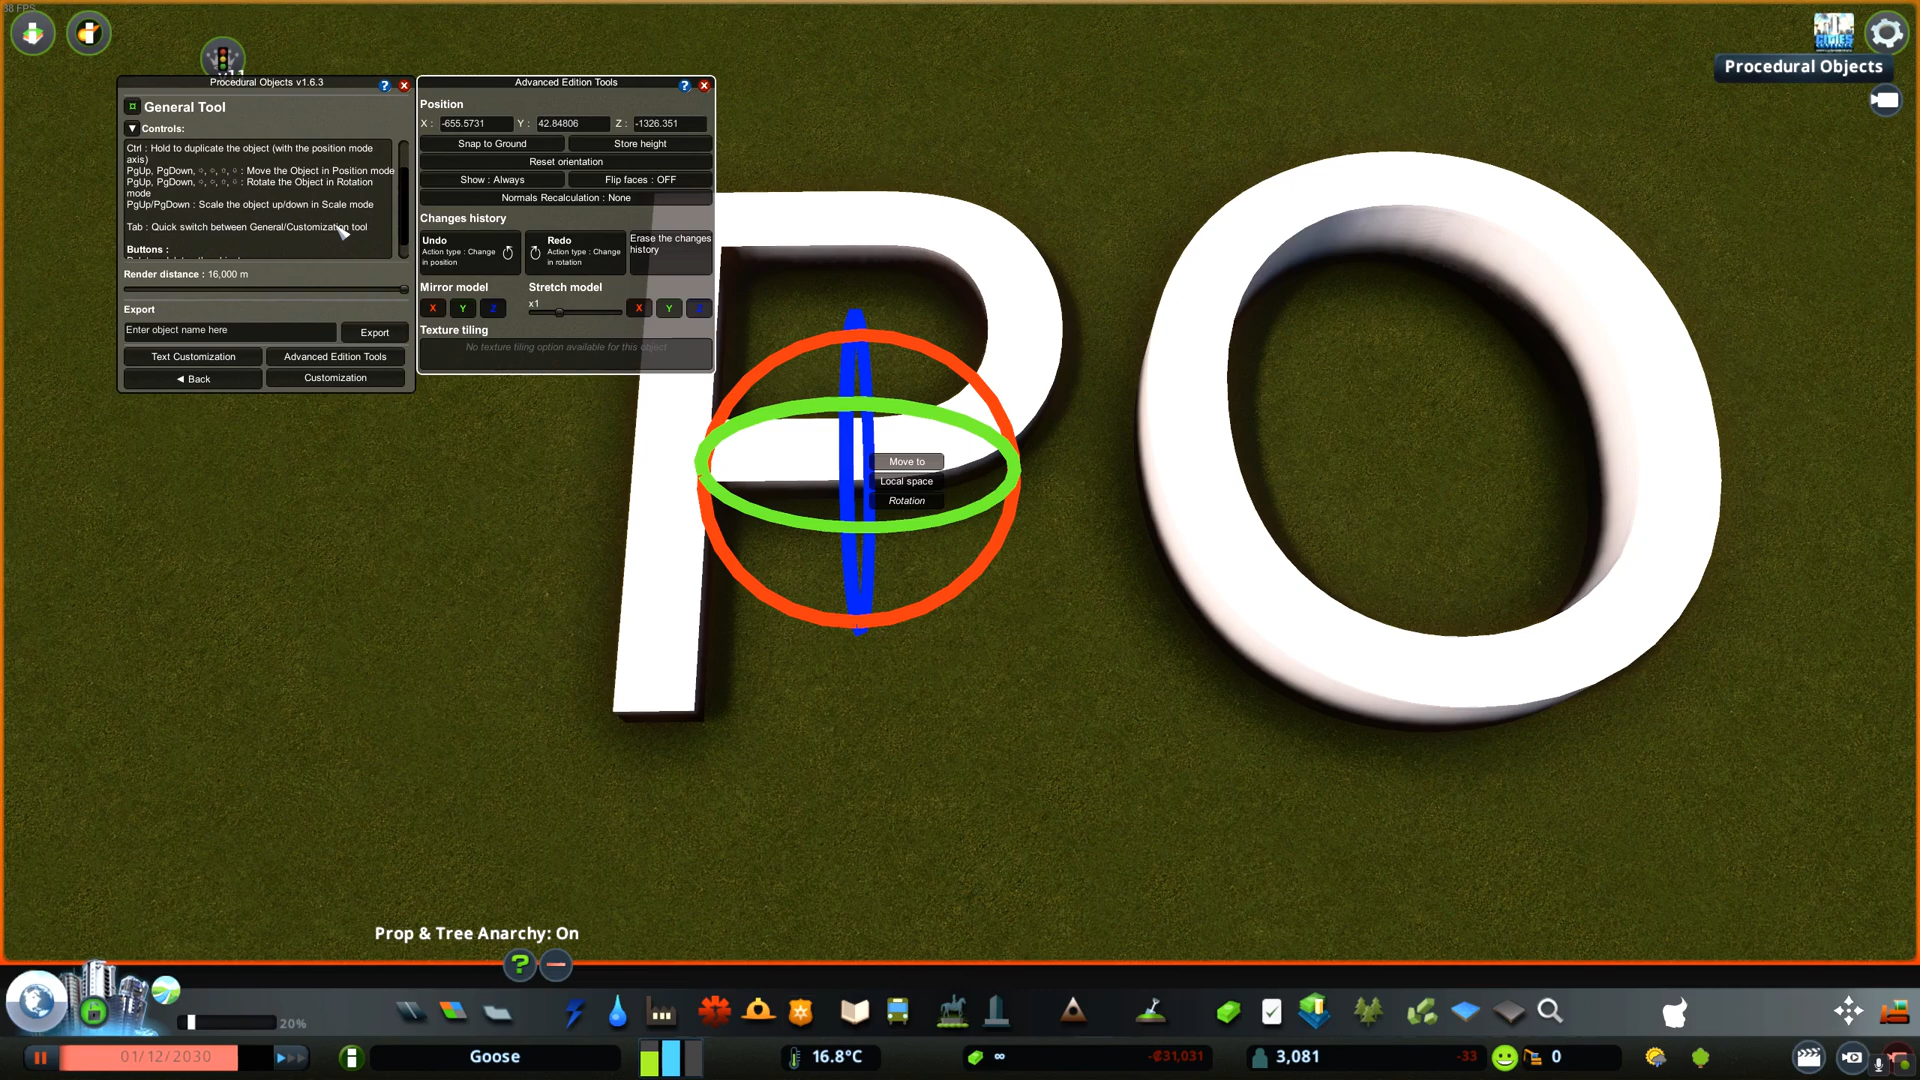 38 FPS
Procedural Objects
Procedural Objects v1.6.3
?
General Tool
Controls:
Ctrl : Hold to duplicate the object (with the position mode
axis)
PgUp, PgDown, : Move the Object in Position mode
PgUp, PgDown, : Rotate the Object in Rotation
mode
PgUp/PgDown : Scale the object up/down in Scale mode
Tab : Quick switch between General/Customization tool
Buttons :
Render distance : 16,000 m
Export
Enter object name here
Export
Text Customization
Advanced Edition Tools
◀ Back
Customization
Advanced Edition Tools
?
Position
X : -655.5731 Y : 42.84806 Z : -1326.351
Snap to Ground
Store height
Reset orientation
Show : Always
Flip faces : OFF
Normals Recalculation : None
Changes history
Undo
Action type : Change
in position
Redo
Action type : Change
in rotation
Erase the changes
history
Mirror model
X Y Z
Stretch model
x1
X Y Z
Texture tiling
No texture tiling option available for this object
PO
Move to
Local space
Rotation
Prop & Tree Anarchy: On
?
20%
01/12/2030
Goose
16.8°C
∞
-₡31,031
3,081
-33
0